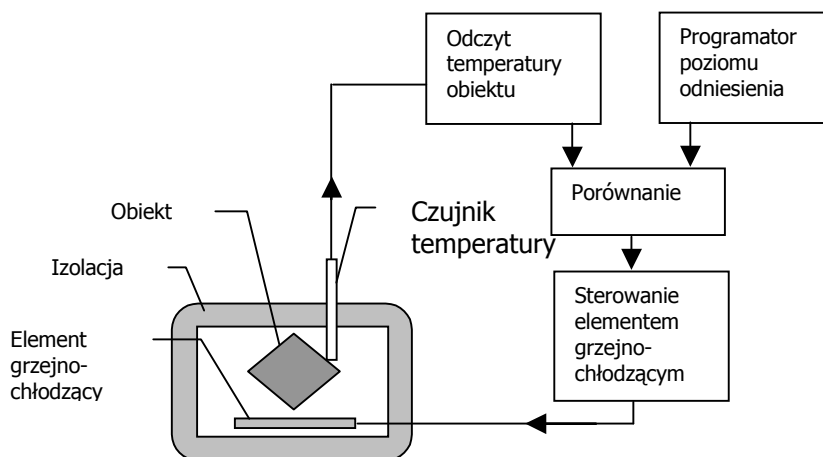 Odczyt
temperatury
obiektu
Programator
poziomu
odniesienia
Porównanie
Obiekt
Czujnik
temperatury
Izolacja
Sterowanie
elementem
grzejno-
chłodzącym
Element
grzejno-
chłodzący